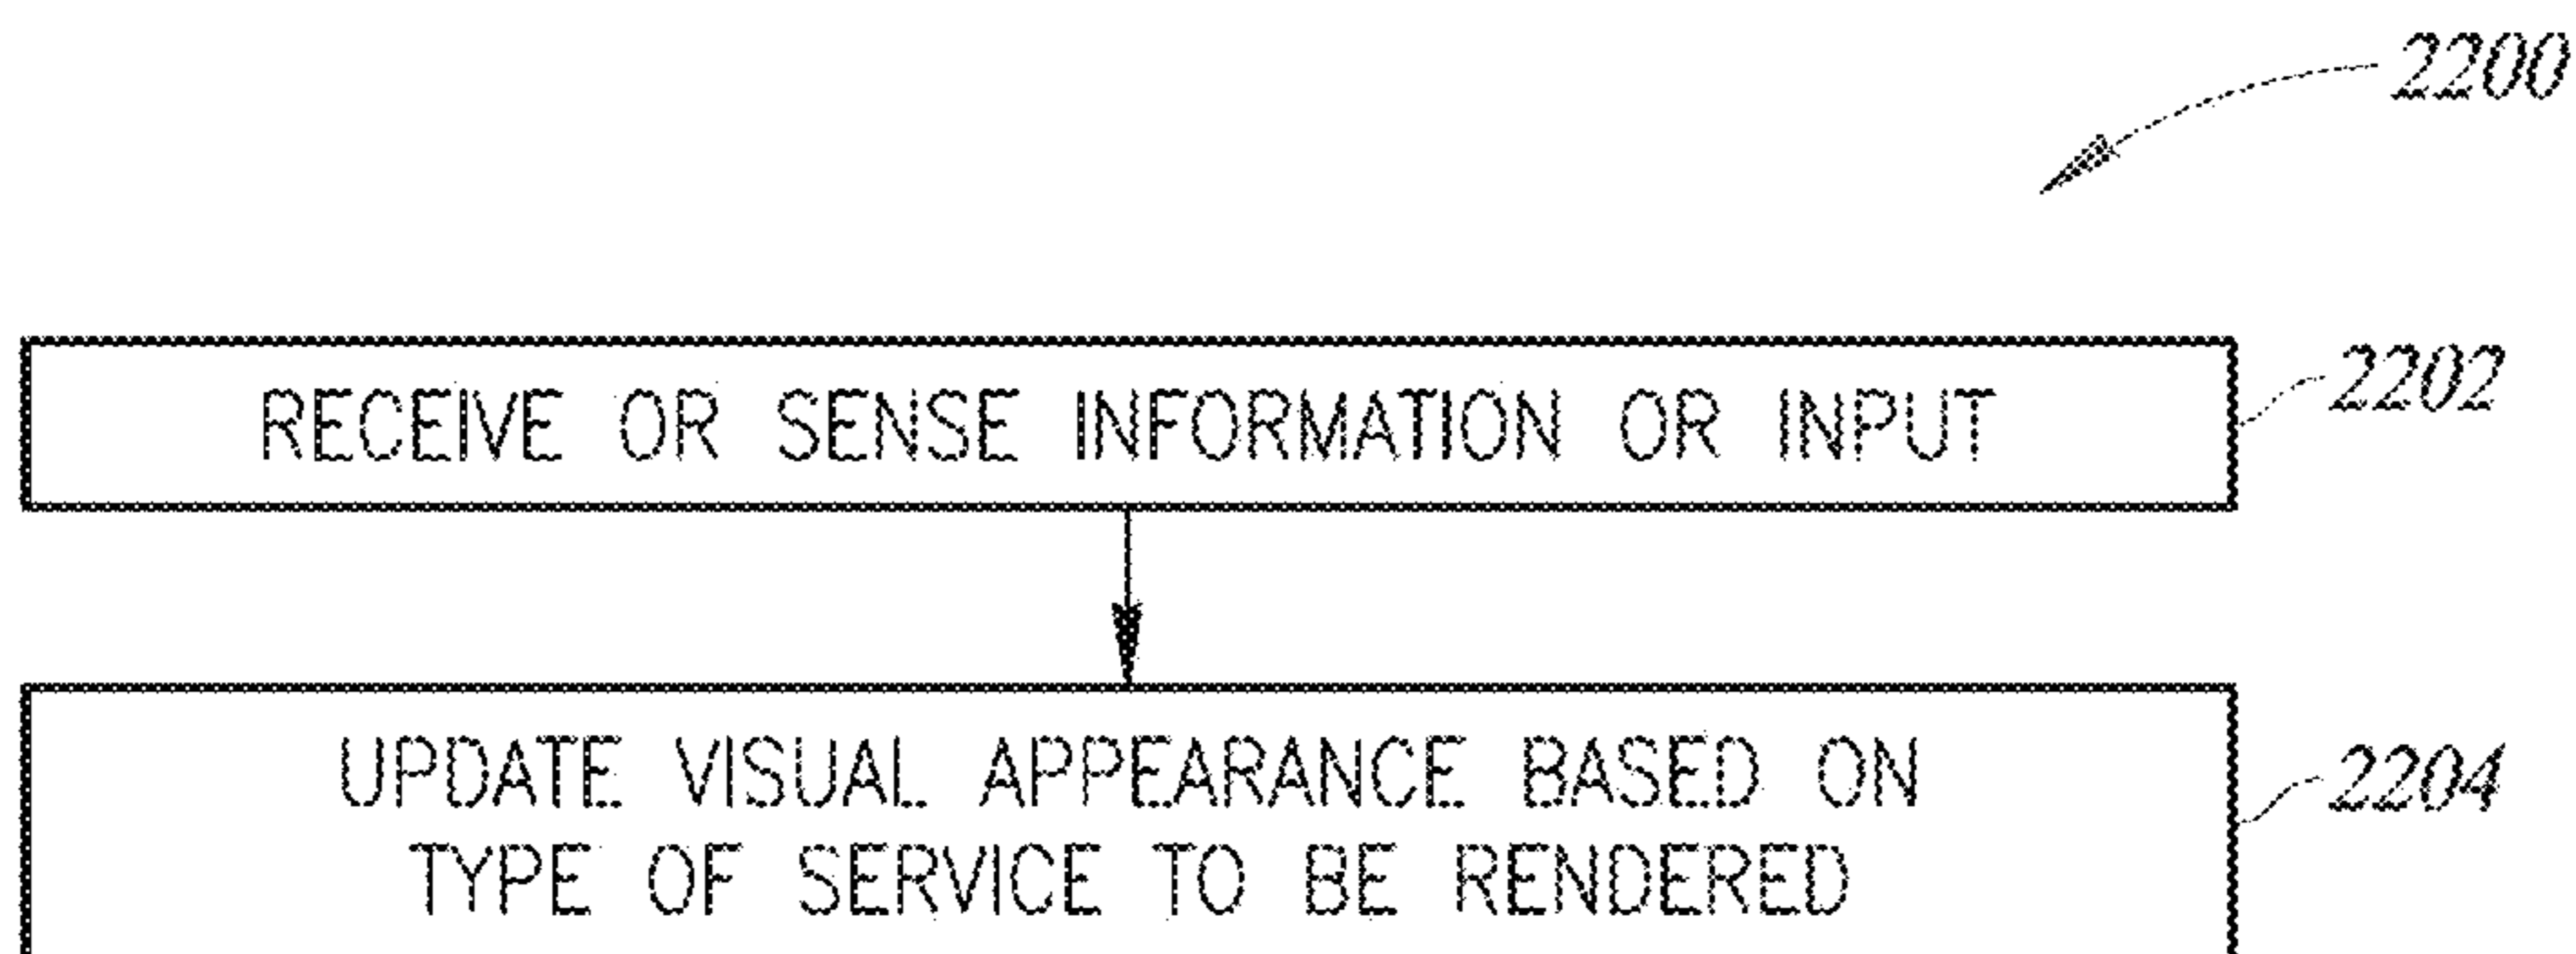 2200
RECEIVE OR SENSE INFORMATION OR INPUT
2202
UPDATE VISUAL APPEARANCE BASED ON
TYPE OF SERVICE TO BE RENDERED
2204